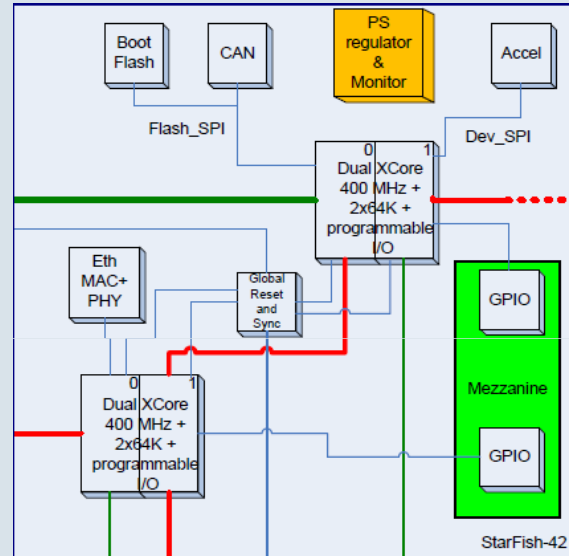 Boot
Flash
CAN
PS
regulator
&
Monitor
Accel
Flash_SPI
Dev_SPI
0 1
Dual XCore
400 MHz +
2x64K +
programmable
I/O
Eth
MAC+
PHY
Global
Reset
and
Sync
GPIO
Mezzanine
0 1
Dual XCore
400 MHz +
2x64K +
programmable
I/O
GPIO
StarFish-42